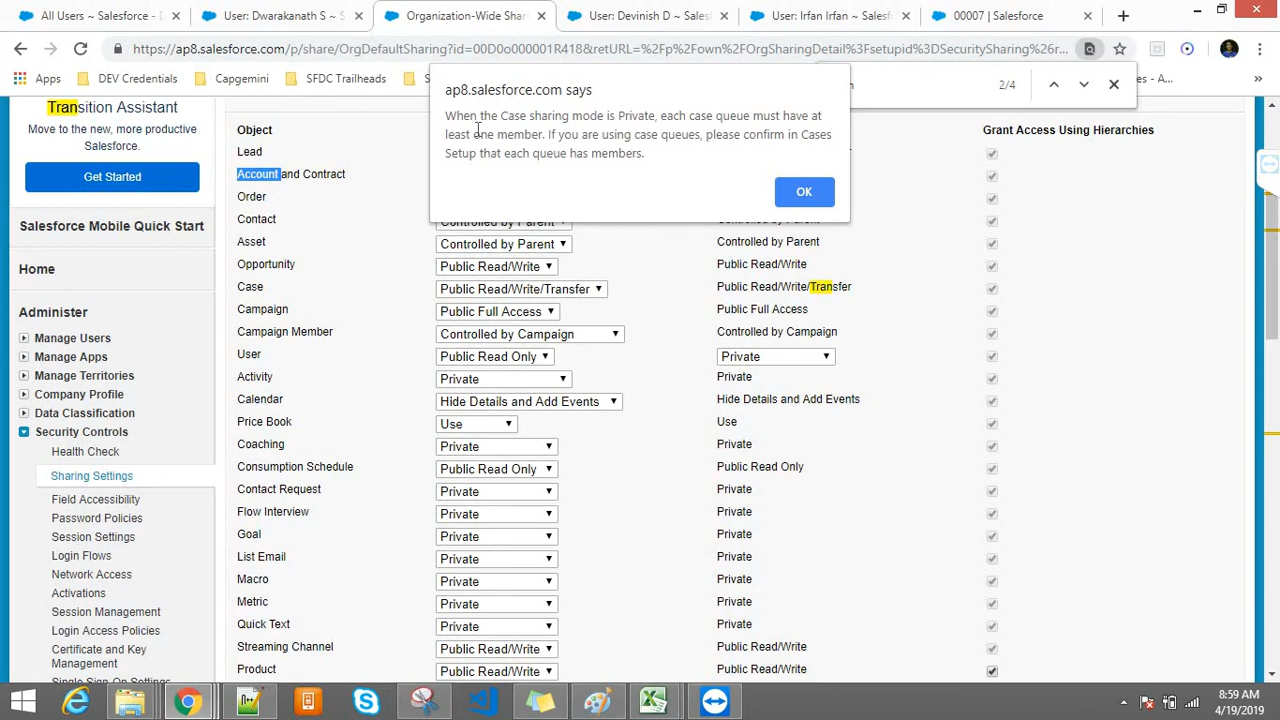 All Users ~ Salesforce - D
User: Dwarakanath S ~ Salesfo
Organization-Wide Sharin
User: Devinish D ~ Salesforce
User: Irfan Irfan ~ Salesfo
00007 | Salesforce
https://ap8.salesforce.com/p/share/OrgDefaultSharing?id=00D0o000001R418&retURL=%2Fp%2Fown%2FOrgSharingDetail%3Fsetupid%3DSecuritySharing%26r...
Apps
DEV Credentials
Capgemini
SFDC Trailheads
2/4
ap8.salesforce.com says
When the Case sharing mode is Private, each case queue must have at
least one member. If you are using case queues, please confirm in Cases
Setup that each queue has members.
OK
Transition Assistant
Move to the new, more modern
Salesforce.
Get Started
Salesforce Mobile Quick Start
Home
Administer
Manage Users
Manage Apps
Manage Territories
Company Profile
Data Classification
Security Controls
Health Check
Sharing Settings
Field Accessibility
Password Policies
Session Settings
Login Flows
Network Access
Activations
Session Management
Login Access Policies
Certificate and Key
Management
Single Sign-On Settings
Object Grant Access Using Hierarchies
Lead
Account and Contract
Order
Contact Controlled by Parent Controlled by Parent
Asset Controlled by Parent Controlled by Parent
Opportunity Public Read/Write Public Read/Write
Case Public Read/Write/Transfer Public Read/Write/Transfer
Campaign Public Full Access Public Full Access
Campaign Member Controlled by Campaign Controlled by Campaign
User Public Read Only Private
Activity Private Private
Calendar Hide Details and Add Events Hide Details and Add Events
Price Book Use Use
Coaching Private Private
Consumption Schedule Public Read Only Public Read Only
Contact Request Private Private
Flow Interview Private Private
Goal Private Private
List Email Private Private
Macro Private Private
Metric Private Private
Quick Text Private Private
Streaming Channel Public Read/Write Public Read/Write
Product Public Read/Write Public Read/Write
8:59 AM
4/19/2019